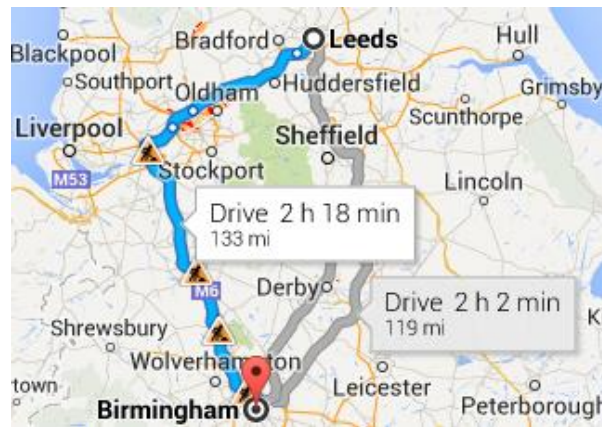 Bradford
Leeds
Hull
Blackpool
Southport
Oldham
Huddersfield
Grimsby
Scunthorpe
Liverpool
Sheffield
Stockport
M53
Lincoln
Drive 2 h 18 min
133 mi
M6
Derby
Drive 2 h 2 min
119 mi
K
Shrewsbury
Wolverhampton
town
Leicester
Birmingham
Peterborough